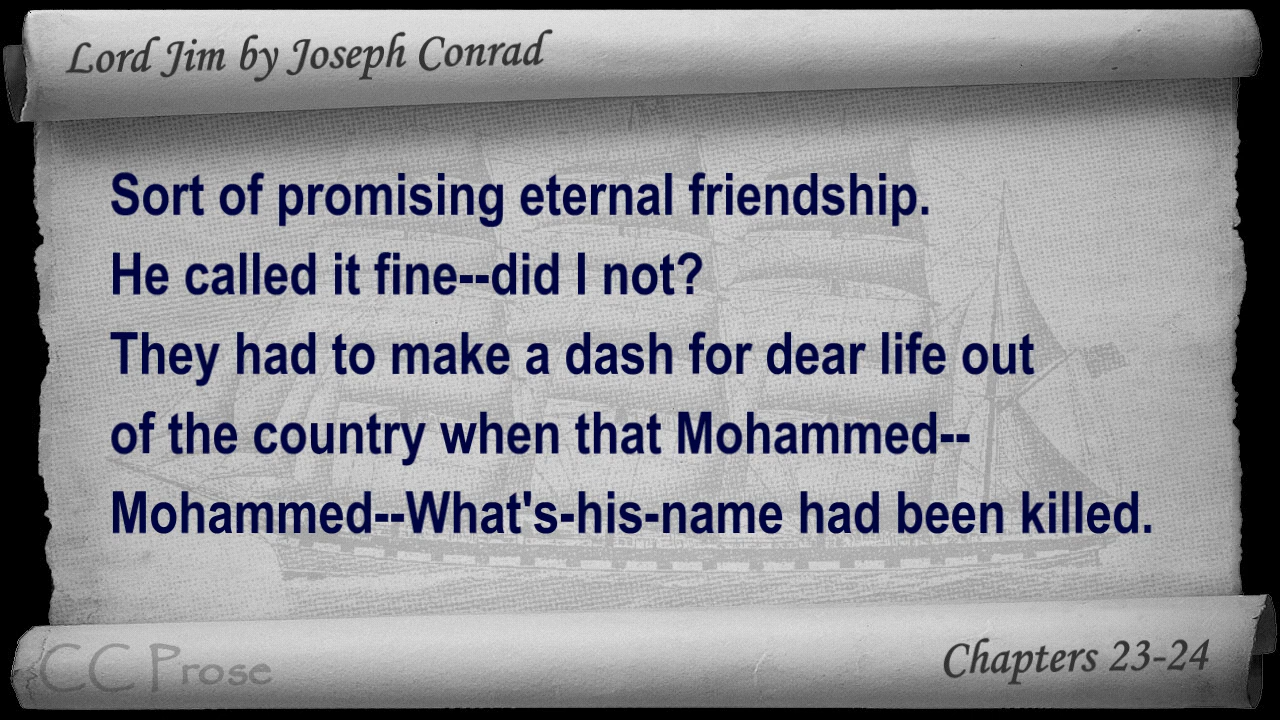 Lord Jim by Joseph Conrad
Sort of promising eternal friendship.
He called it fine--did I not?
They had to make a dash for dear life out
of the country when that Mohammed--
Mohammed--What's-his-name had been killed.
CC Prose
Chapters 23-24